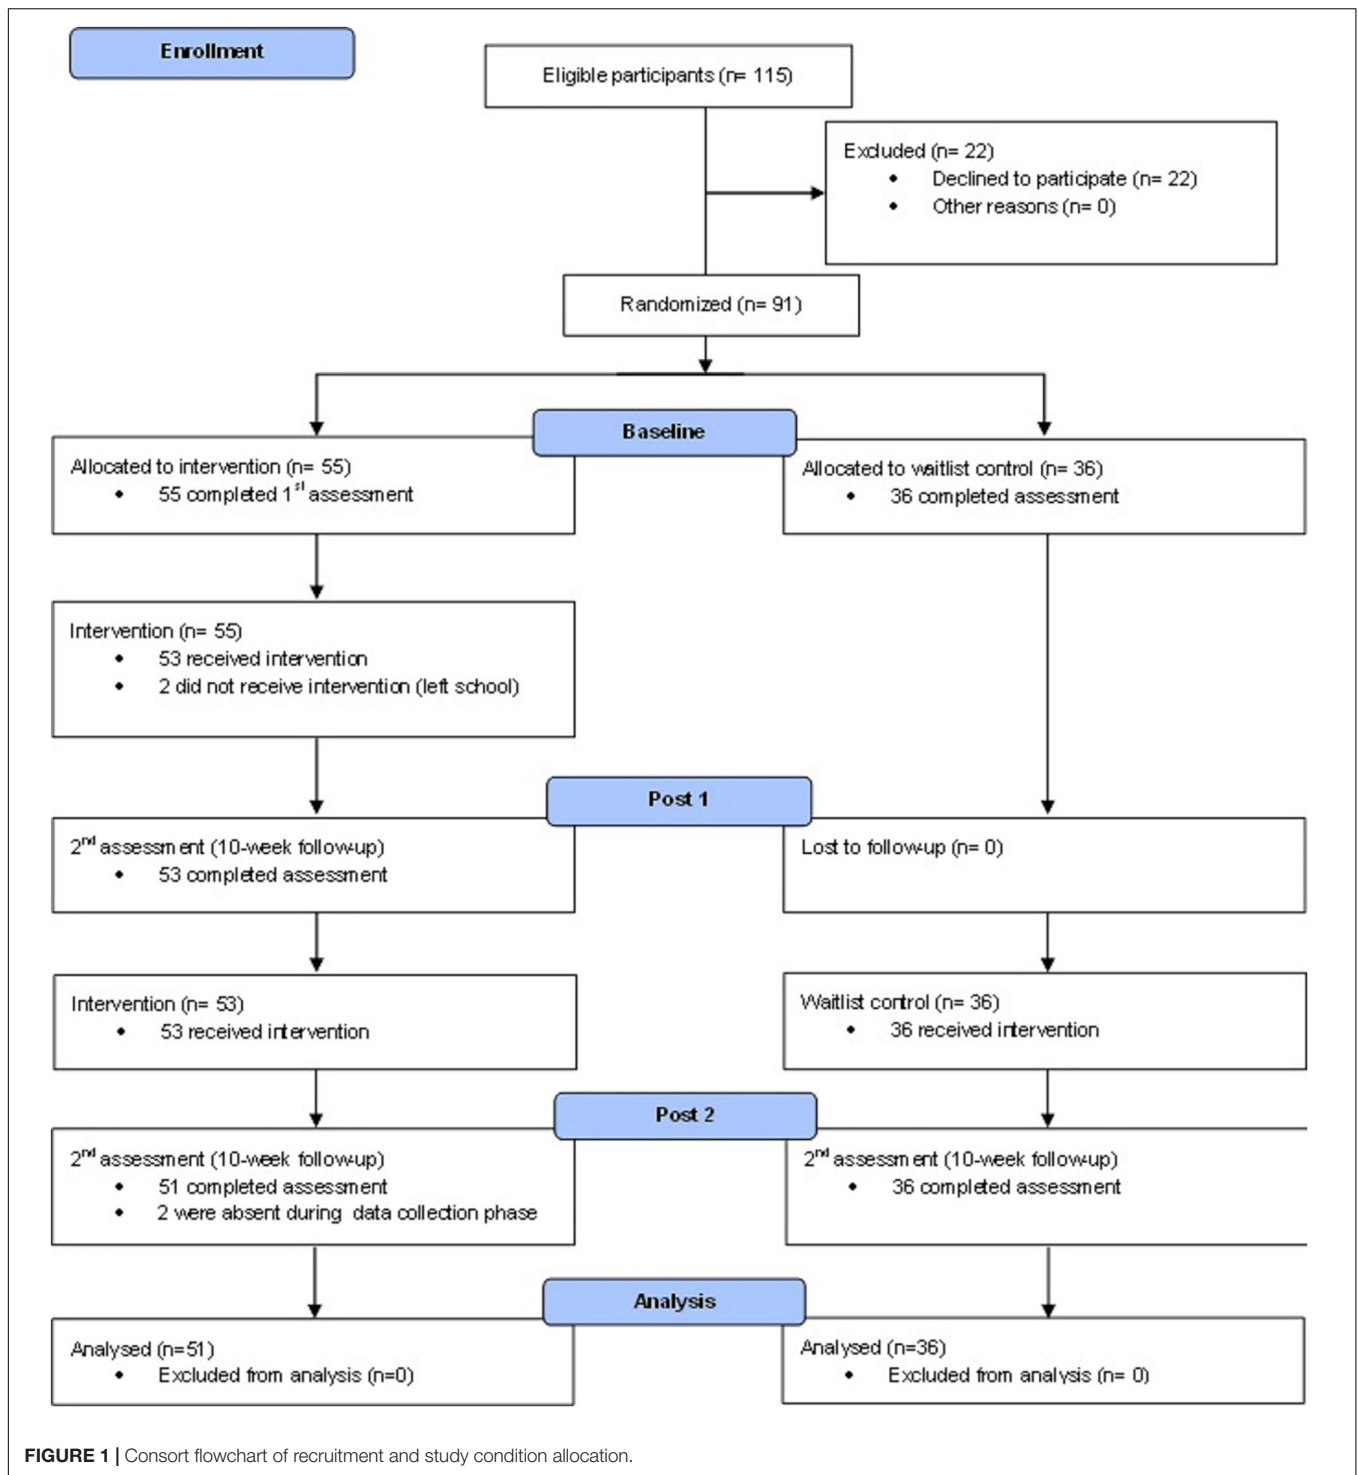 Enrollment
Eligible participants (n= 115)
Excluded (n= 22)
• Declined to participate (n= 22)
• Other reasons (n= 0)
Randomized (n= 91)
Baseline
Allocated to intervention (n= 55)
• 55 completed 1st assessment
Allocated to waitlist control (n= 36)
• 36 completed assessment
Intervention (n= 55)
• 53 received intervention
• 2 did not receive intervention (left school)
Post 1
2nd assessment (10-week follow-up)
• 53 completed assessment
Lost to follow-up (n= 0)
Intervention (n= 53)
• 53 received intervention
Waitlist control (n= 36)
• 36 received intervention
Post 2
2nd assessment (10-week follow-up)
• 51 completed assessment
• 2 were absent during data collection phase
2nd assessment (10-week follow-up)
• 36 completed assessment
Analysis
Analysed (n=51)
• Excluded from analysis (n=0)
Analysed (n=36)
• Excluded from analysis (n= 0)
FIGURE 1 | Consort flowchart of recruitment and study condition allocation.